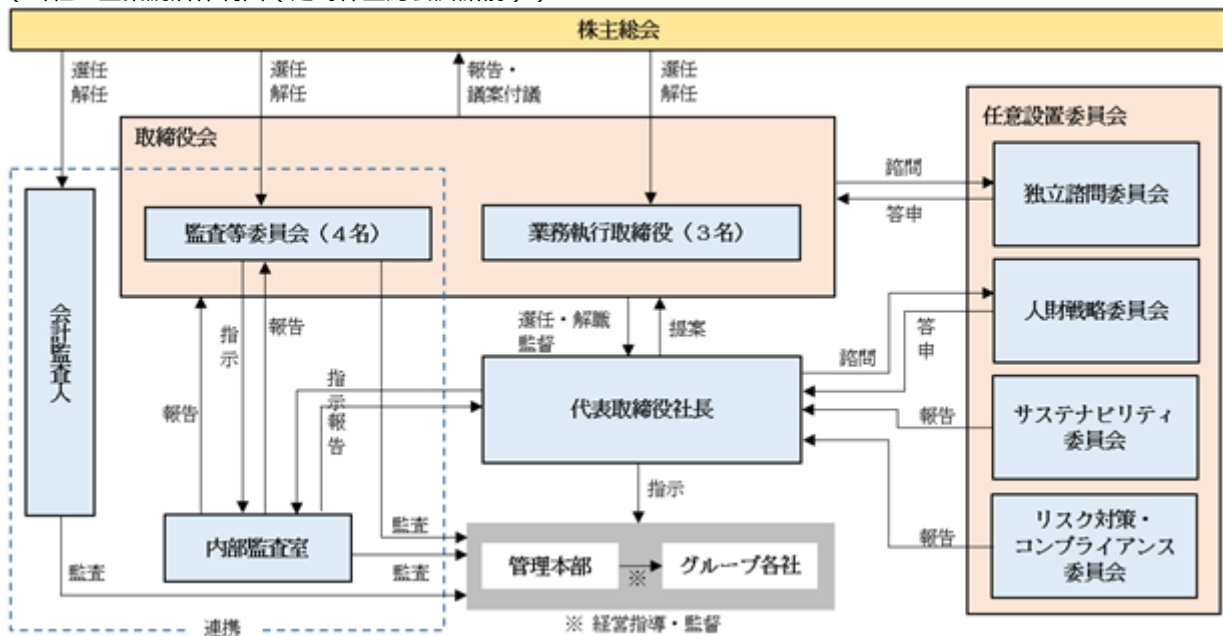 株主総会
選任
解任
選任
解任
報告・
議案付議
選任
解任
取締役会
任意設置委員会
監査等委員会（４名）
業務執行取締役（３名）
諮問
答申
独立諮問委員会
会計監査人
指示
報告
選任・解職
監督
提案
諮問
答申
人財戦略委員会
報告
指示
報告
代表取締役社長
報告
サステナビリティ
委員会
指示
報告
リスク対策・
コンプライアンス
委員会
内部監査室
監査
監査
監査
管理本部
※
グループ各社
※ 経営指導・監督
連携